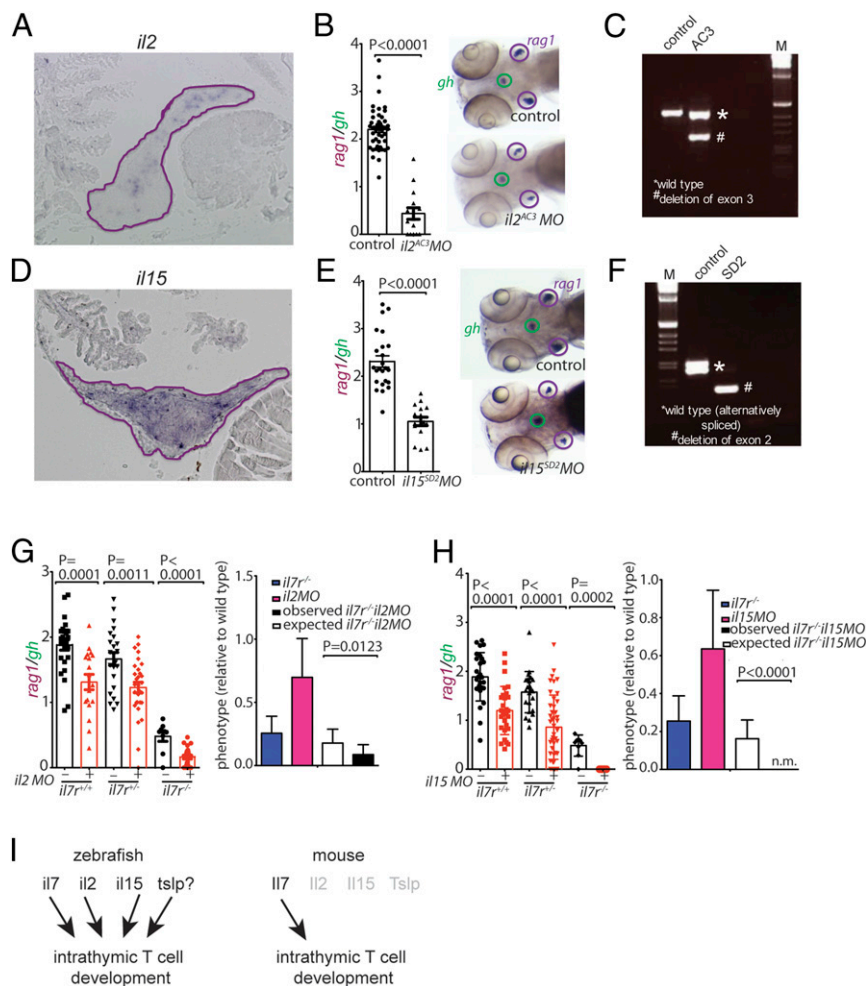 A
il2
B
P<0.0001
rag1/gh
4
3
2
1
0
control
il2AC3MO
rag1
gh
control
il2AC3 MO
C
control
AC3
M
*
#
*wild type
#deletion of exon 3
D
il15
E
P<0.0001
rag1/gh
4
3
2
1
0
control
il15SD2MO
rag1
gh
control
il15SD2MO
F
M
control
SD2
*
#
*wild type (alternatively
spliced)
#deletion of exon 2
G
P=
0.0001
P=
0.0011
P<
0.0001
rag1/gh
3
2
1
0
il2 MO
− + − + − +
il7r+/+
il7r+/-
il7r-/-
phenotype (relative to wild type)
1.5
1.0
0.5
0.0
il7r-/-
il2MO
observed il7r-/-il2MO
expected il7r-/-il2MO
P=0.0123
H
P<
0.0001
P<
0.0001
P=
0.0002
rag1/gh
4
3
2
1
0
il15 MO
− + − + − +
il7r+/+
il7r+/-
il7r-/-
phenotype (relative to wild type)
1.0
0.8
0.6
0.4
0.2
0.0
il7r-/-
il15MO
observed il7r-/-il15MO
expected il7r-/-il15MO
P<0.0001
n.m.
I
zebrafish
il7 il2 il15 tslp?
intrathymic T cell
development
mouse
Il7 Il2 Il15 Tslp
intrathymic T cell
development